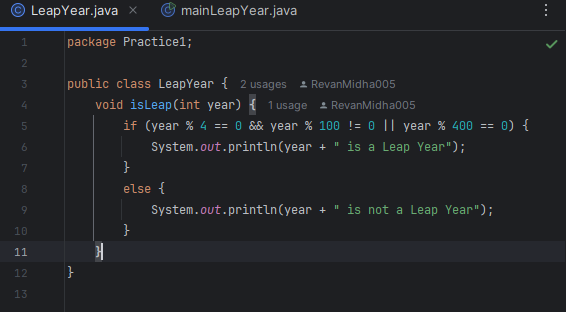 LeapYear.java mainLeapYear.java
1 package Practice1;
2
3 public class LeapYear { 2 usages RevanMidha005
4 void isLeap(int year) { 1 usage RevanMidha005
5 if (year % 4 == 0 && year % 100 != 0 || year % 400 == 0) {
6 System.out.println(year + " is a Leap Year");
7 }
8 else {
9 System.out.println(year + " is not a Leap Year");
10 }
11 }
12 }
13